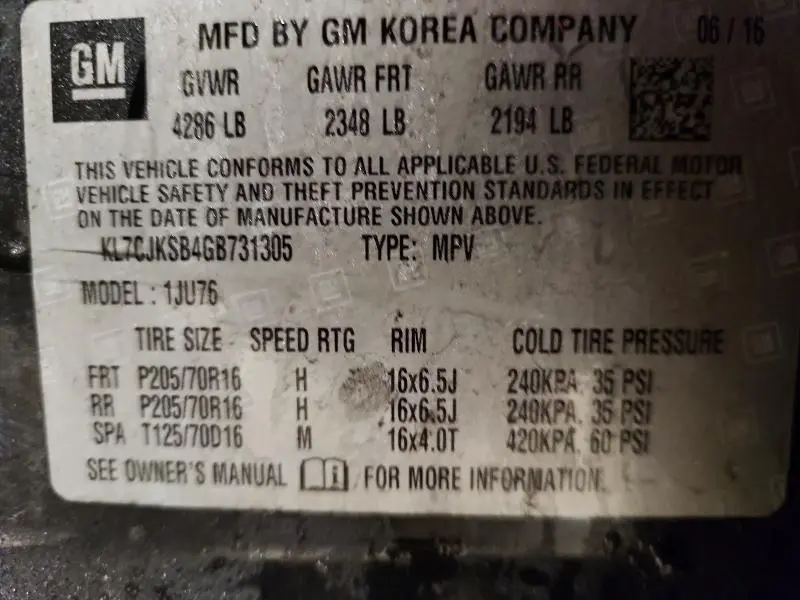 GM
MFD BY GM KOREA COMPANY 06 / 16
GVWR GAWR FRT GAWR RR
4286 LB 2348 LB 2194 LB
THIS VEHICLE CONFORMS TO ALL APPLICABLE U.S. FEDERAL MOTOR
VEHICLE SAFETY AND THEFT PREVENTION STANDARDS IN EFFECT
ON THE DATE OF MANUFACTURE SHOWN ABOVE.
KL7CJKSB4GB731305 TYPE: MPV
MODEL : 1JU76
TIRE SIZE SPEED RTG RIM COLD TIRE PRESSURE
FRT P205/70R16 H 16x6.5J 240KPA, 35 PSI
RR P205/70R16 H 16x6.5J 240KPA, 35 PSI
SPA T125/70D16 M 16x4.0T 420KPA, 60 PSI
SEE OWNER'S MANUAL i FOR MORE INFORMATION.